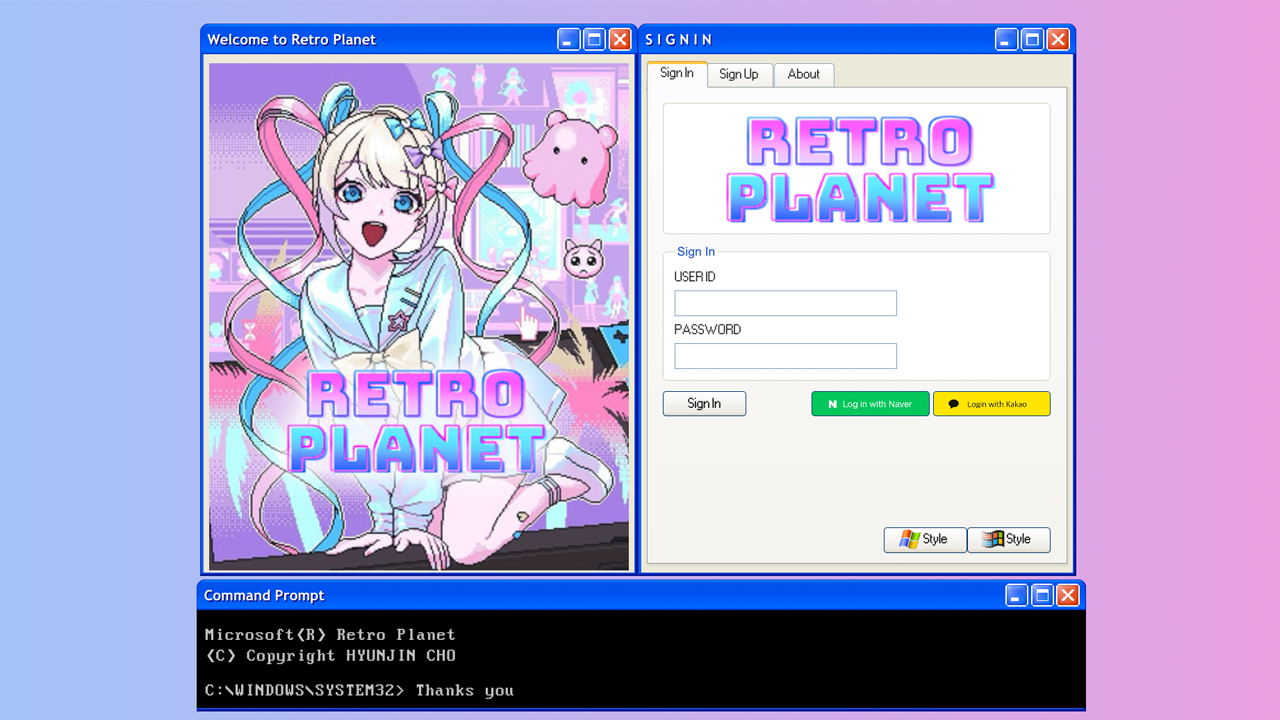 Welcome to Retro Planet
RETRO
PLANET
SIGNIN
Sign In
Sign Up
About
RETRO
PLANET
Sign In
USER ID
PASSWORD
Sign In
N Log in with Naver
Login with Kakao
Style
Style
Command Prompt
Microsoft(R) Retro Planet
(C) Copyright HYUNJIN CHO
C:\WINDOWS\SYSTEM32> Thanks you